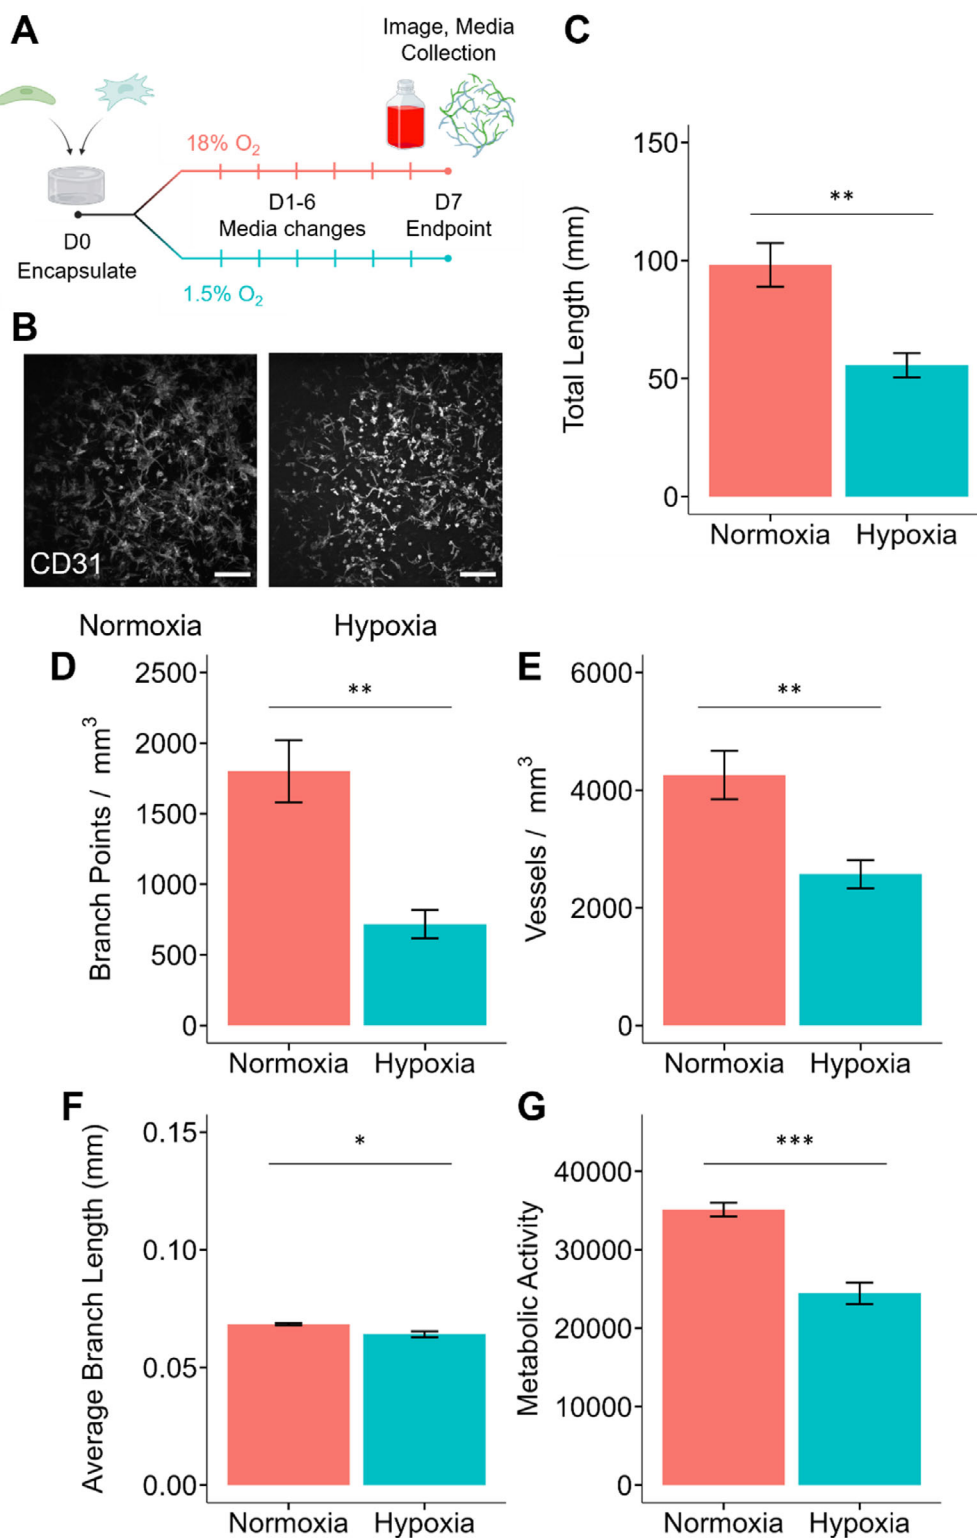 A
Image, Media
Collection
18% O2
D0
Encapsulate
D1-6
Media changes
D7
Endpoint
1.5% O2
B
CD31
Normoxia
Hypoxia
C
Total Length (mm)
150
100
50
0
**
Normoxia
Hypoxia
D
Branch Points / mm³
2500
2000
1500
1000
500
0
**
Normoxia
Hypoxia
E
Vessels / mm³
6000
4000
2000
0
**
Normoxia
Hypoxia
F
Average Branch Length (mm)
0.15
0.10
0.05
0.00
*
Normoxia
Hypoxia
G
Metabolic Activity
40000
30000
20000
10000
0
***
Normoxia
Hypoxia